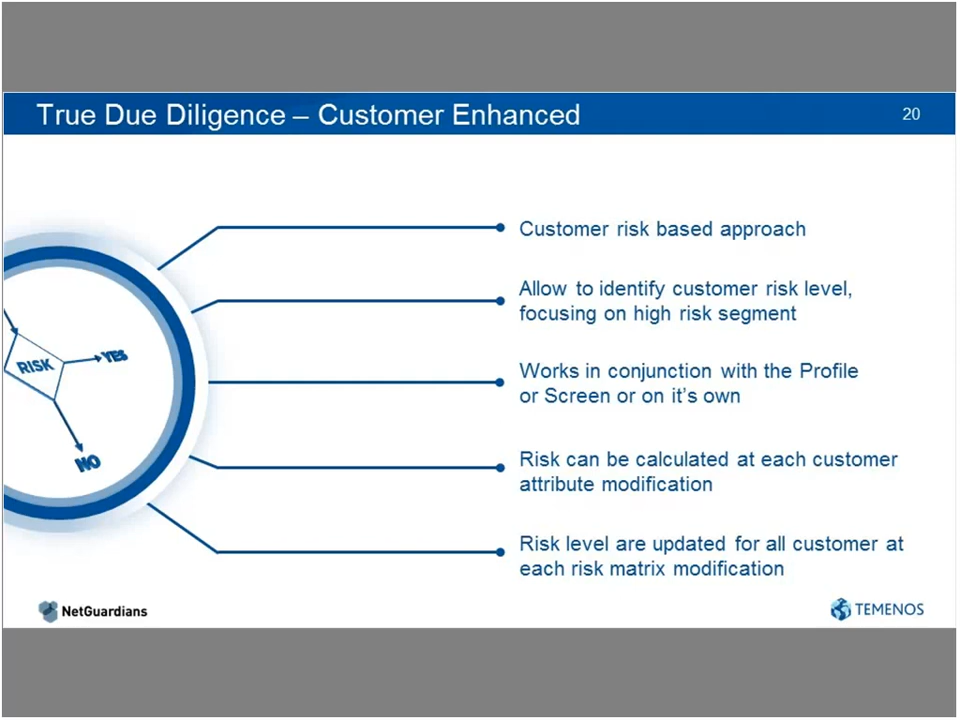 True Due Diligence – Customer Enhanced
20
Customer risk based approach
Allow to identify customer risk level,
focusing on high risk segment
Works in conjunction with the Profile
or Screen or on it's own
Risk can be calculated at each customer
attribute modification
Risk level are updated for all customer at
each risk matrix modification
RISK
YES
NO
NetGuardians
TEMENOS